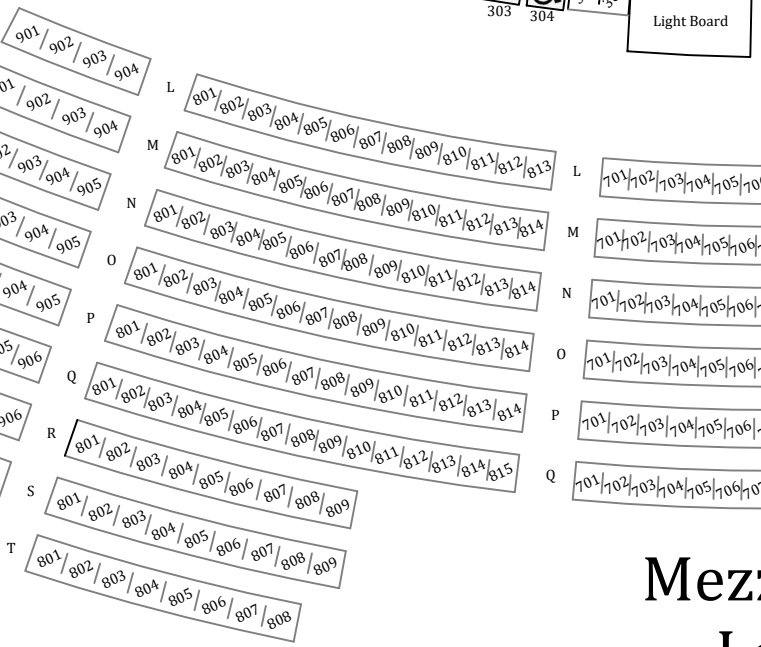 303 304
Light Board
901 902 903 904
L 801 802 803 804 805 806 807 808 809 810 811 812 813 L 701 702 703 704 705
902 903 904
M 801 802 803 804 805 806 807 808 809 810 811 812 813 814 M 701 702 703 704 705 706
903 904 905
N 801 802 803 804 805 806 807 808 809 810 811 812 813 814 N 701 702 703 704 705 706
904 905
O 801 802 803 804 805 806 807 808 809 810 811 812 813 814 O 701 702 703 704 705 706
904 905
P 801 802 803 804 805 806 807 808 809 810 811 812 813 814 P 701 702 703 704 705 706
906
Q 801 802 803 804 805 806 807 808 809 810 811 812 813 814 815 Q 701 702 703 704 705 706
906
R 801 802 803 804 805 806 807 808 809
S 801 802 803 804 805 806 807 808 809
T 801 802 803 804 805 806 807 808